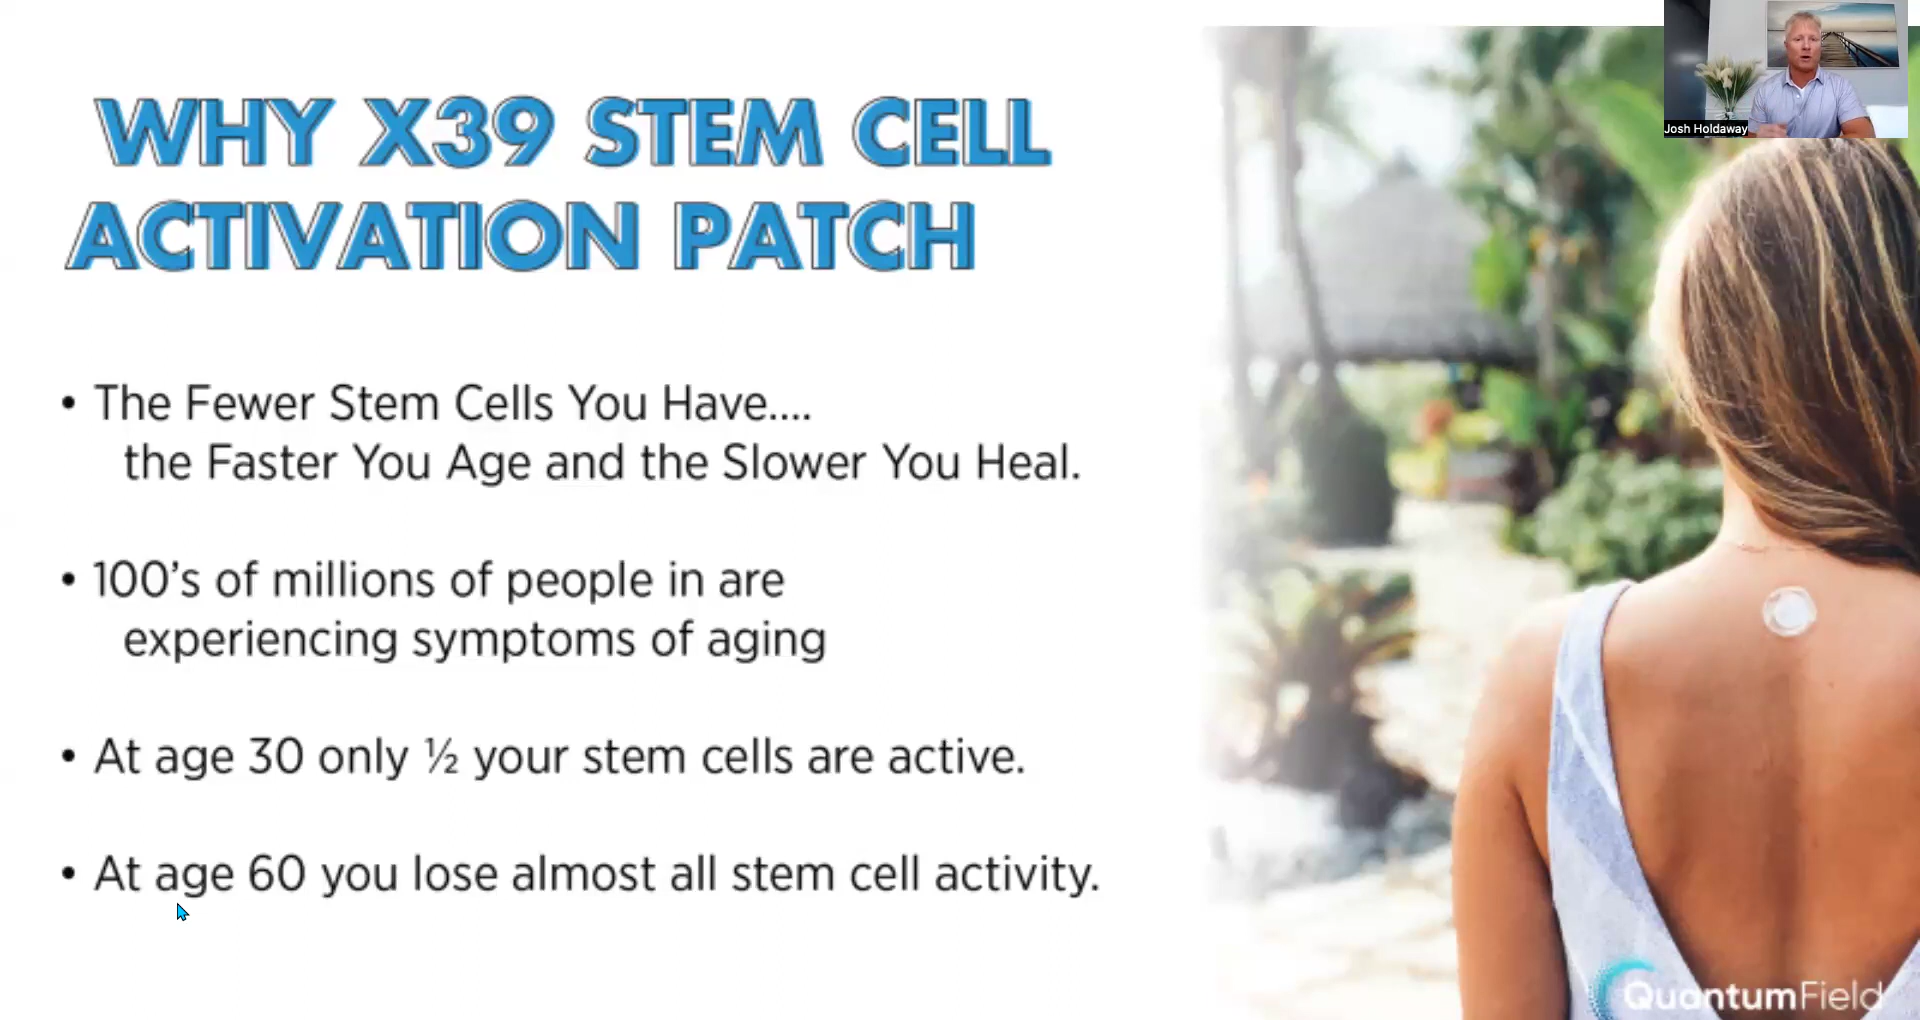 WHY X39 STEM CELL
ACTIVATION PATCH
Josh Holdaway
• The Fewer Stem Cells You Have....
the Faster You Age and the Slower You Heal.
• 100's of millions of people in are
experiencing symptoms of aging
• At age 30 only ½ your stem cells are active.
• At age 60 you lose almost all stem cell activity.
QuantumField